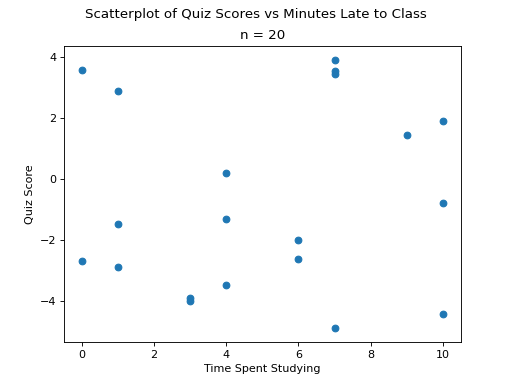 Scatterplot of Quiz Scores vs Minutes Late to Class
n = 20
4
2
0
−2
−4
Quiz Score
0 2 4 6 8 10
Time Spent Studying